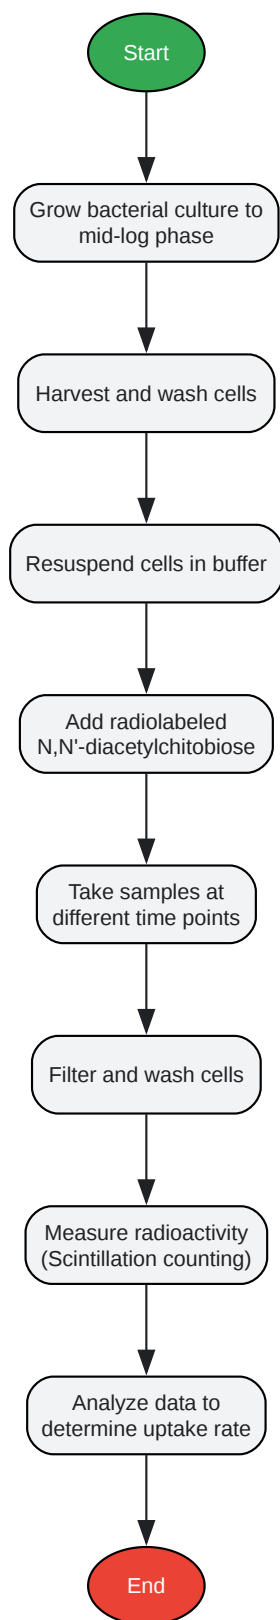 Start
Grow bacterial culture to
mid-log phase
Harvest and wash cells
Resuspend cells in buffer
Add radiolabeled
N,N'-diacetylchitobiose
Take samples at
different time points
Filter and wash cells
Measure radioactivity
(Scintillation counting)
Analyze data to
determine uptake rate
End